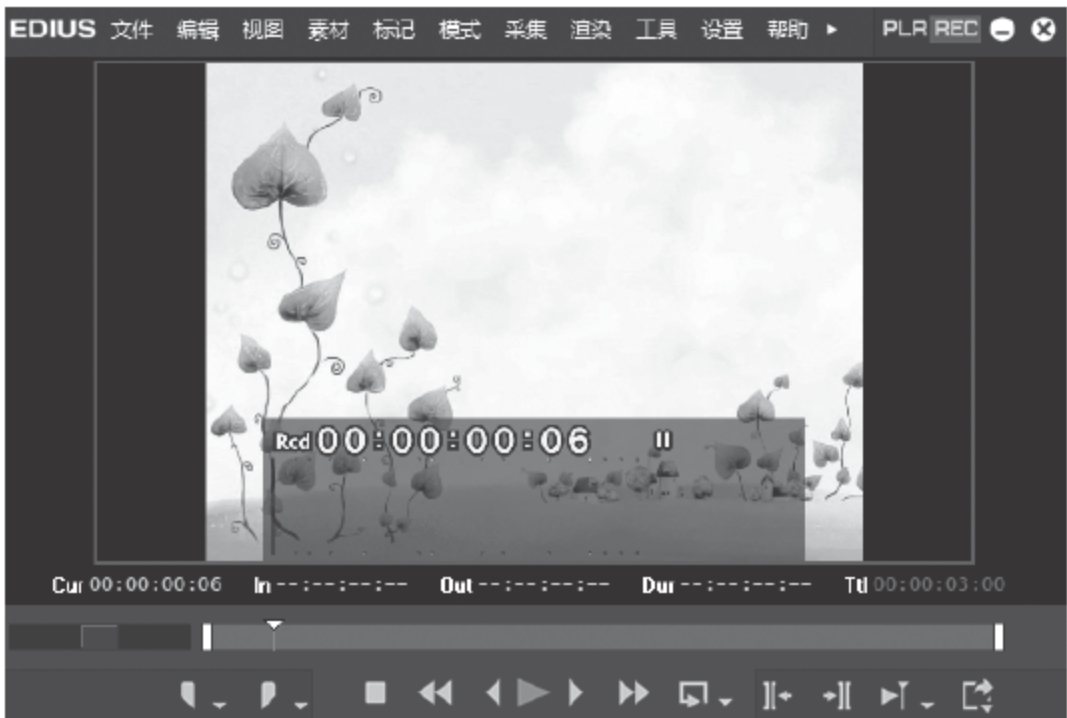 EDIUS 文件 编辑 视图 素材 标记 模式 采集 渲染 工具 设置 帮助 PLR REC
Rcd 00:00:00:06
Cur 00:00:00:06 In --:--:--:-- Out --:--:--:-- Dur --:--:--:-- Ttl 00:00:03:00